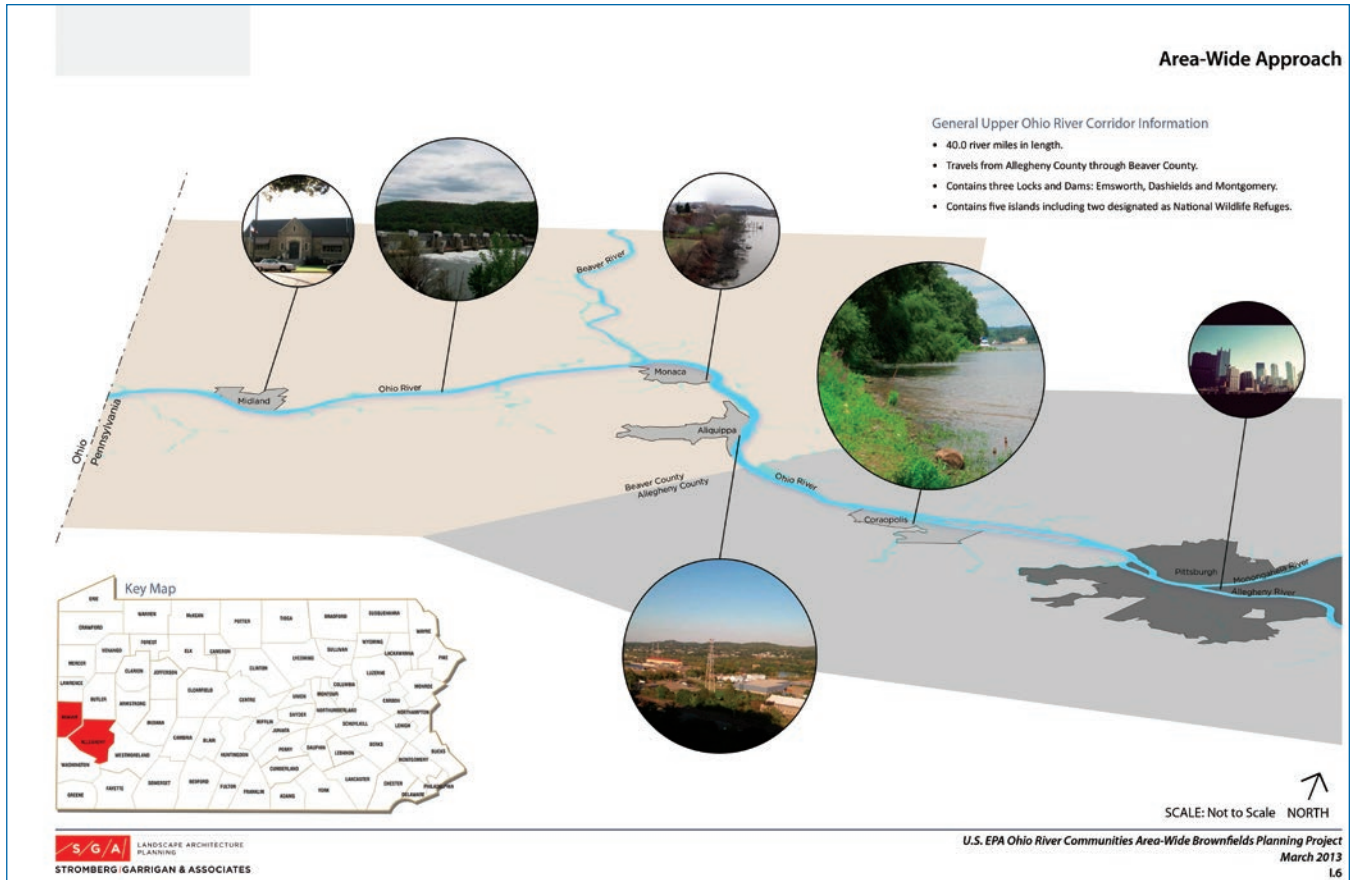 Area-Wide Approach
General Upper Ohio River Corridor Information
• 40.0 river miles in length.
• Travels from Allegheny County through Beaver County.
• Contains three Locks and Dams: Emsworth, Dashields and Montgomery.
• Contains five islands including two designated as National Wildlife Refuges.
Beaver River
Monaca
Ohio River
Midland
Ohio
Pennsylvania
Aliquippa
Beaver County
Allegheny County
Ohio River
Coraopolis
Pittsburgh
Monongahela River
Allegheny River
Key Map
ERIE
WARREN
McKEAN
POTTER
TIOGA
BRADFORD
SUSQUEHANNA
CRAWFORD
WAYNE
FOREST
WYOMING
VENANGO
ELK
CAMERON
SULLIVAN
LACKAWANNA
MERCER
CLARION
JEFFERSON
CLINTON
LYCOMING
PIKE
LUZERNE
COLUMBIA
MONROE
LAWRENCE
BUTLER
ARMSTRONG
CLEARFIELD
CENTRE
UNION
MONTOUR
CARBON
NORTHUMBERLAND
NORTHAMPTON
BEAVER
INDIANA
SNYDER
SCHUYLKILL
LEHIGH
MIFFLIN
JUNIATA
ALLEGHENY
CAMBRIA
BLAIR
PERRY
DAUPHIN
BERKS
BUCKS
WESTMORELAND
HUNTINGDON
LEBANON
MONTGOMERY
WASHINGTON
CUMBERLAND
LANCASTER
CHESTER
PHILADELPHIA
DELAWARE
GREENE
FAYETTE
SOMERSET
BEDFORD
FULTON
FRANKLIN
ADAMS
YORK
SCALE: Not to Scale NORTH
S/G/A LANDSCAPE ARCHITECTURE
PLANNING
STROMBERG/GARRIGAN & ASSOCIATES
U.S. EPA Ohio River Communities Area-Wide Brownfields Planning Project
March 2013
I.6